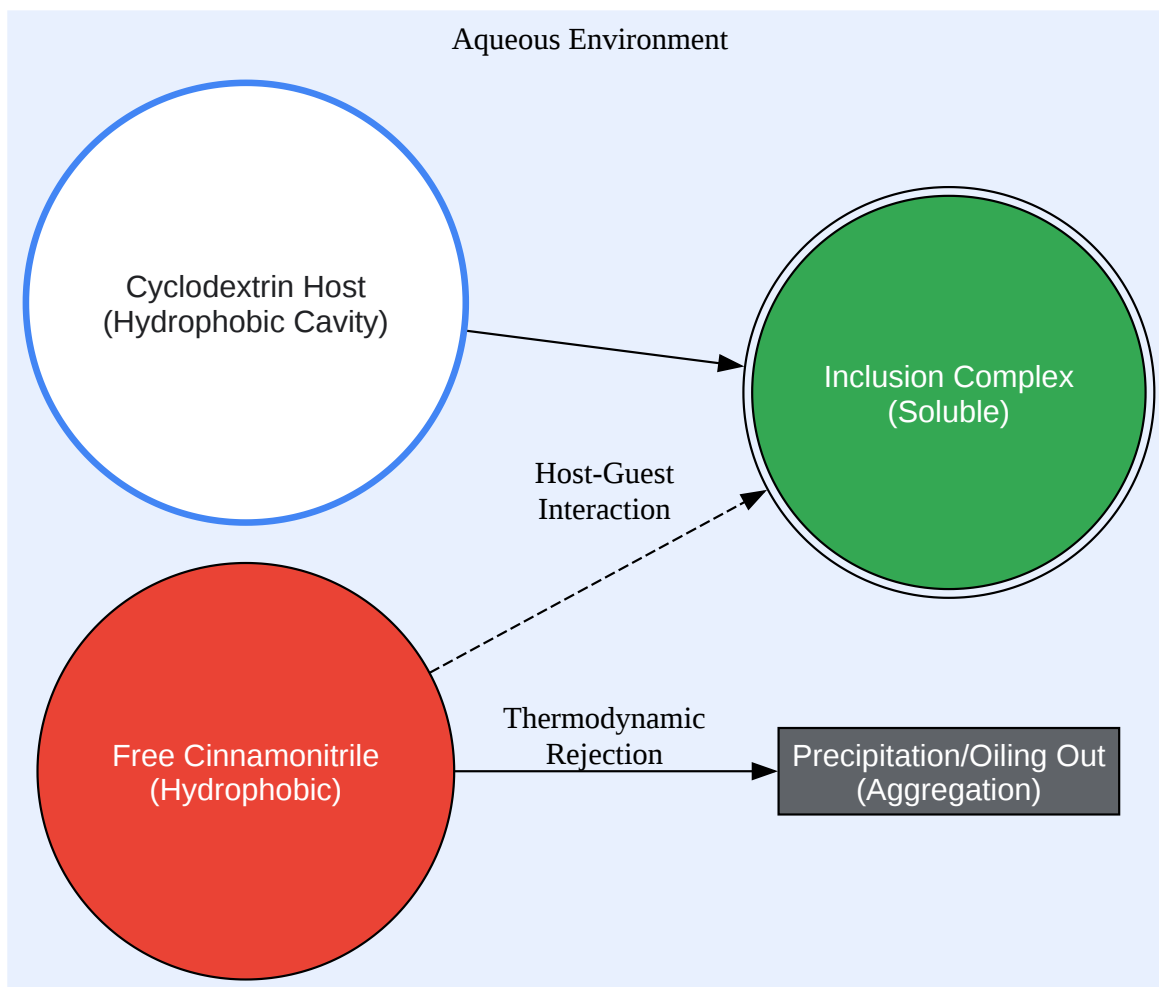 Aqueous Environment
Cyclodextrin Host
(Hydrophobic Cavity)
Inclusion Complex
(Soluble)
Host-Guest
Interaction
Thermodynamic
Rejection
Free Cinnamonitrile
(Hydrophobic)
Precipitation/Oiling Out
(Aggregation)